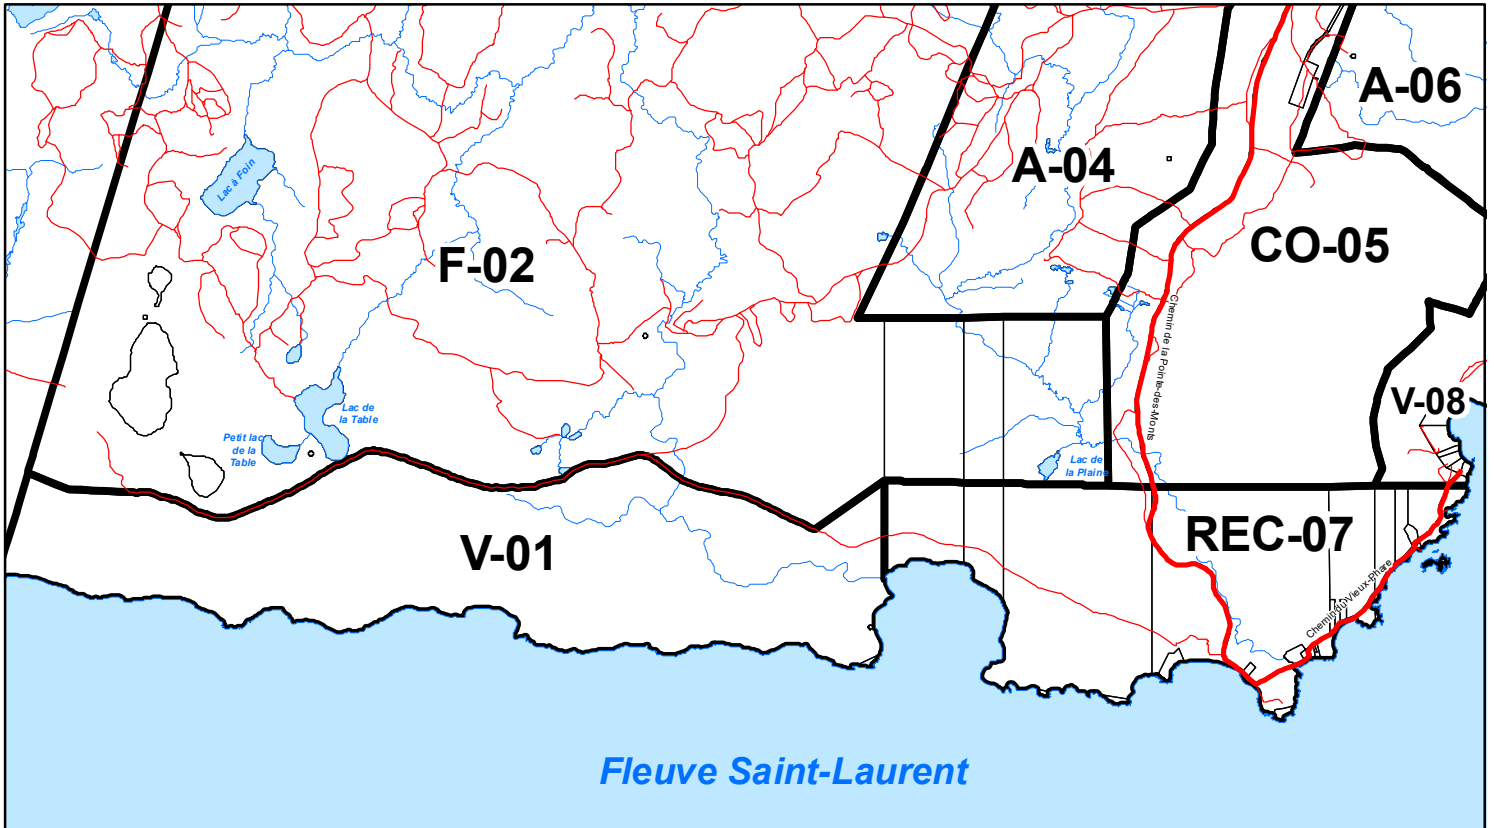 A-06
A-04
Lac à Foin
CO-05
F-02
Chemin de la Pointe-des-Monts
V-08
Lac de
la Table
Petit lac
de la
Table
Lac de
la Plaine
REC-07
V-01
Chemin du Vieux-Phare
Fleuve Saint-Laurent